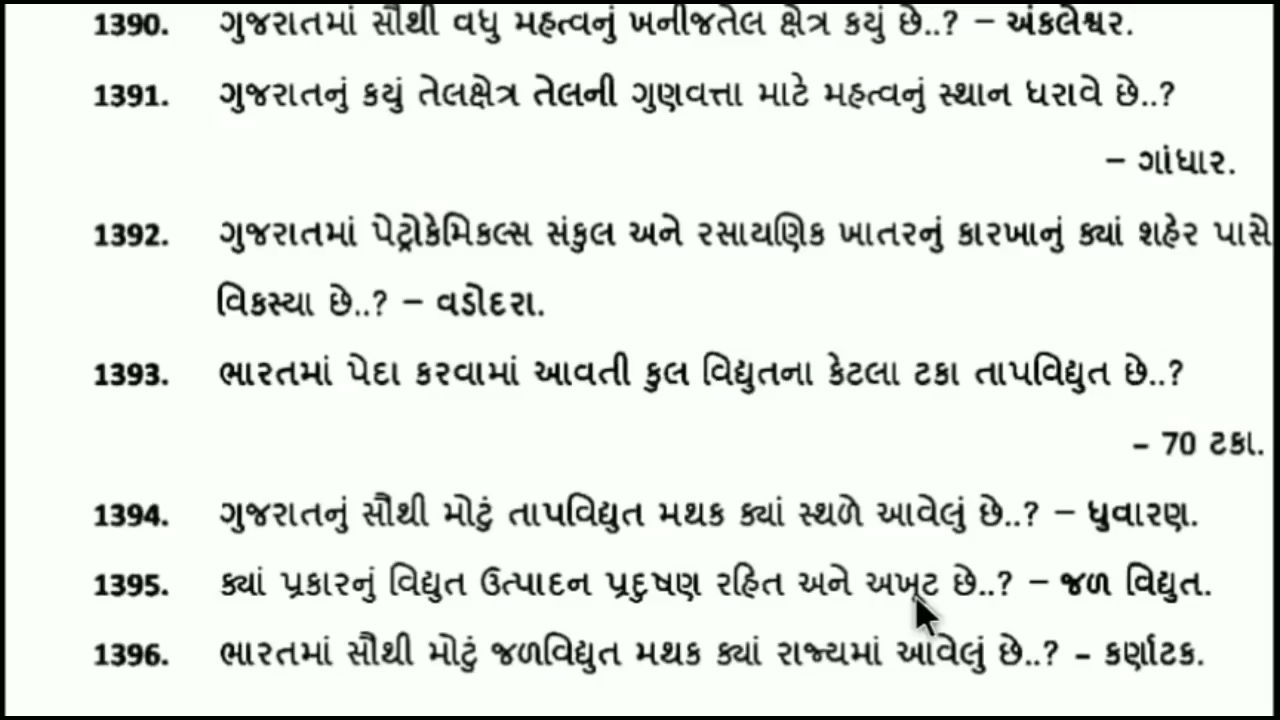 1390. ગુજરાતમાં સૌથી વધુ મહત્વનું ખનીજતેલ ક્ષેત્ર કયું છે..? – અંકલેશ્વર.
1391. ગુજરાતનું કયું તેલક્ષેત્ર તેલની ગુણવત્તા માટે મહત્વનું સ્થાન ધરાવે છે..?
– ગાંધાર.
1392. ગુજરાતમાં પેટ્રોકેમિકલ્સ સંકુલ અને રસાયણિક ખાતરનું કારખાનું ક્યાં શહેર પાસે
વિકસ્યા છે..? – વડોદરા.
1393. ભારતમાં પેદા કરવામાં આવતી કુલ વિદ્યુતના કેટલા ટકા તાપવિદ્યુત છે..?
– 70 ટકા.
1394. ગુજરાતનું સૌથી મોટું તાપવિદ્યુત મથક ક્યાં સ્થળે આવેલું છે..? – ધુવારણ.
1395. ક્યાં પ્રકારનું વિદ્યુત ઉત્પાદન પ્રદુષણ રહિત અને અખૂટ છે..? – જળ વિદ્યુત.
1396. ભારતમાં સૌથી મોટું જળવિદ્યુત મથક ક્યાં રાજ્યમાં આવેલું છે..? – કર્ણાટક.